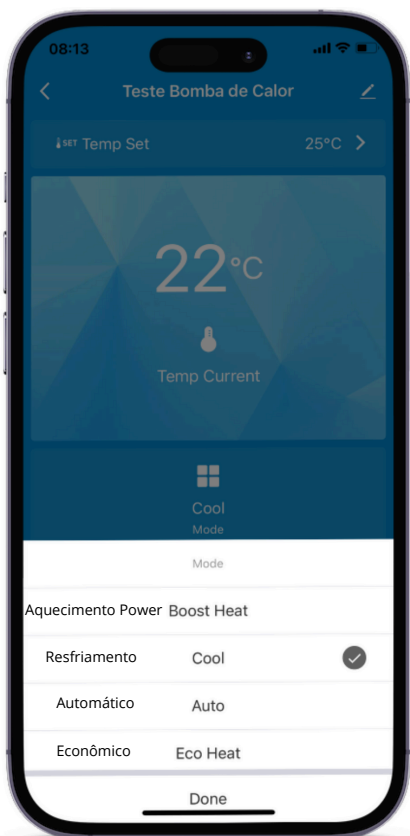 08:13
Teste Bomba de Calor
SET Temp Set 25°C
22°C
Temp Current
Cool
Mode
Mode
Aquecimento Power Boost Heat
Resfriamento Cool
Automático Auto
Econômico Eco Heat
Done